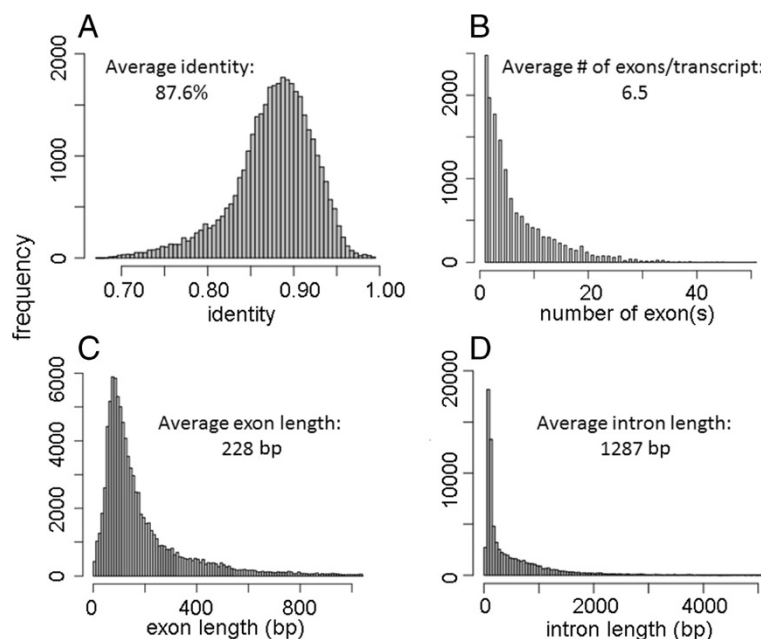 A
Average identity:
87.6%
2000
1000
0
0.70
0.80
0.90
1.00
identity
B
Average # of exons/transcript:
6.5
2000
1000
0
0
20
40
number of exon(s)
frequency
C
Average exon length:
228 bp
6000
4000
2000
0
0
400
800
exon length (bp)
D
Average intron length:
1287 bp
20000
10000
0
0
2000
4000
intron length (bp)